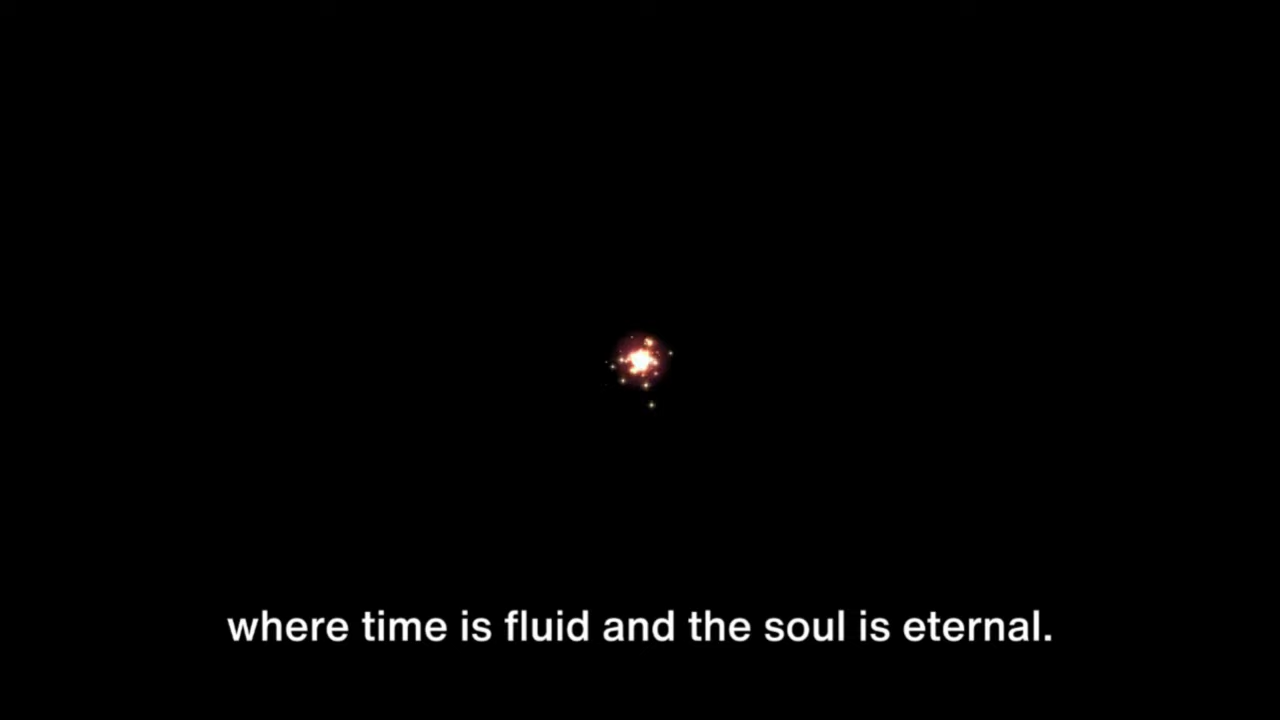 where time is fluid and the soul is eternal.